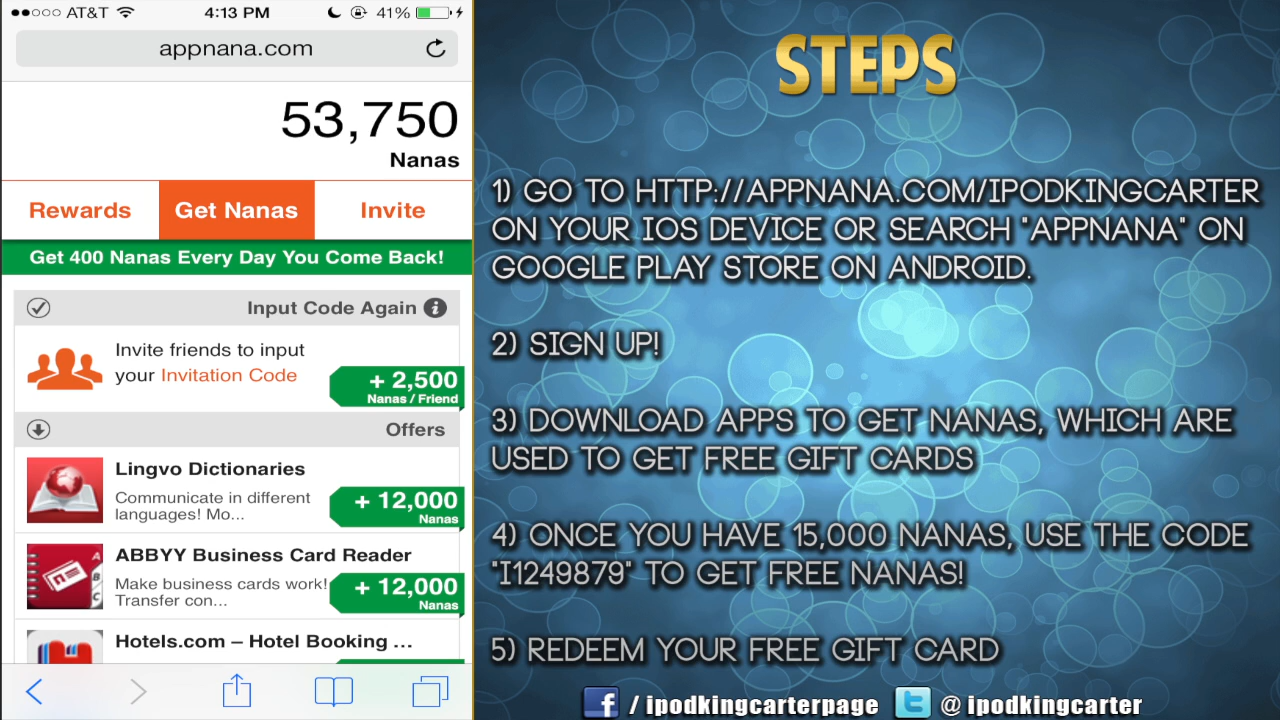 AT&T 4:13 PM 41%
appnana.com
53,750
Nanas
Rewards Get Nanas Invite
Get 400 Nanas Every Day You Come Back!
Input Code Again i
Invite friends to input
your Invitation Code
+ 2,500
Nanas / Friend
Offers
Lingvo Dictionaries
Communicate in different
languages! Mo...
+ 12,000
Nanas
ABBYY Business Card Reader
Make business cards work!
Transfer con...
+ 12,000
Nanas
A
B
C
Hotels.com – Hotel Booking ...
STEPS
1) GO TO HTTP://APPNANA.COM/IPODKINGCARTER
ON YOUR IOS DEVICE OR SEARCH "APPNANA" ON
GOOGLE PLAY STORE ON ANDROID.
2) SIGN UP!
3) DOWNLOAD APPS TO GET NANAS, WHICH ARE
USED TO GET FREE GIFT CARDS
4) ONCE YOU HAVE 15,000 NANAS, USE THE CODE
"I1249879" TO GET FREE NANAS!
5) REDEEM YOUR FREE GIFT CARD
f / ipodkingcarterpage t @ ipodkingcarter